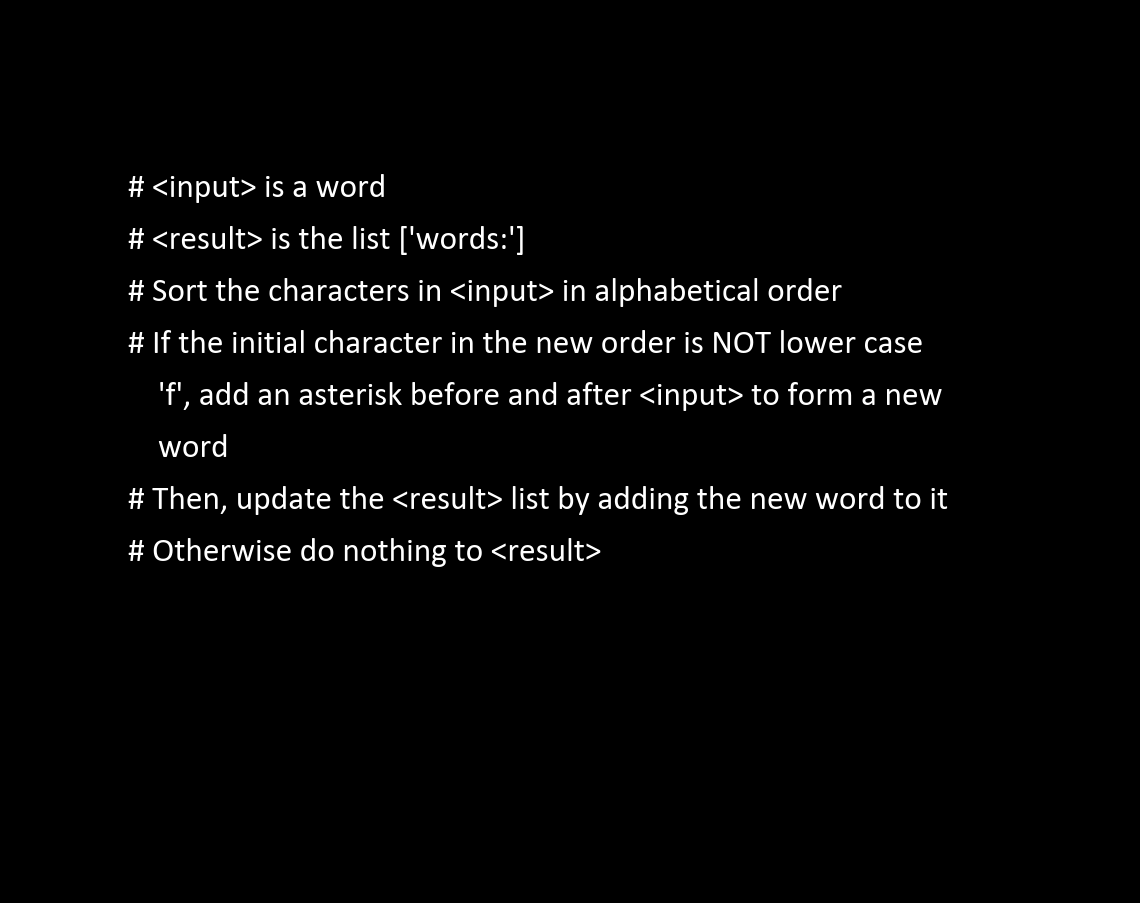 # <input> is a word
# <result> is the list ['words:']
# Sort the characters in <input> in alphabetical order
# If the initial character in the new order is NOT lower case
'f', add an asterisk before and after <input> to form a new
word
# Then, update the <result> list by adding the new word to it
# Otherwise do nothing to <result>